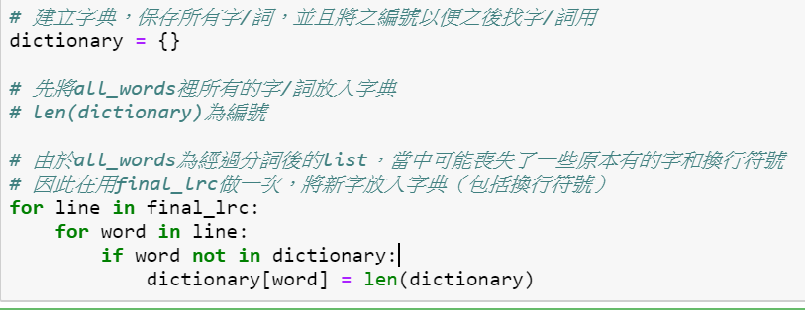 # 建立字典，保存所有字/詞，並且將之編號以便之後找字/詞用
dictionary = {}
# 先將all_words裡所有的字/詞放入字典
# len(dictionary)為編號
# 由於all_words為經過分詞後的list，當中可能喪失了一些原本有的字和換行符號
# 因此在用final_lrc做一次，將新字放入字典（包括換行符號）
for line in final_lrc:
    for word in line:
        if word not in dictionary:
            dictionary[word] = len(dictionary)